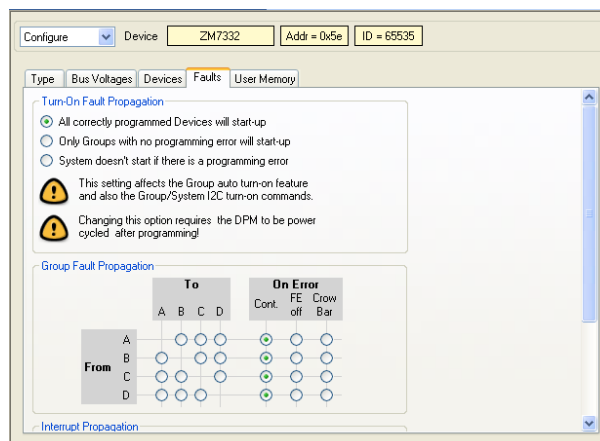 Configure Device ZM7332 Addr = 0x5e ID = 65535
Type Bus Voltages Devices Faults User Memory
Turn-On Fault Propagation
All correctly programmed Devices will start-up
Only Groups with no programming error will start-up
System doesn't start if there is a programming error
This setting affects the Group auto turn-on feature
and also the Group/System I2C turn-on commands.
Changing this option requires the DPM to be power
cycled after programming!
Group Fault Propagation
To On Error
A B C D Cont. FE off Crow Bar
From
A
B
C
D
Interrupt Propagation